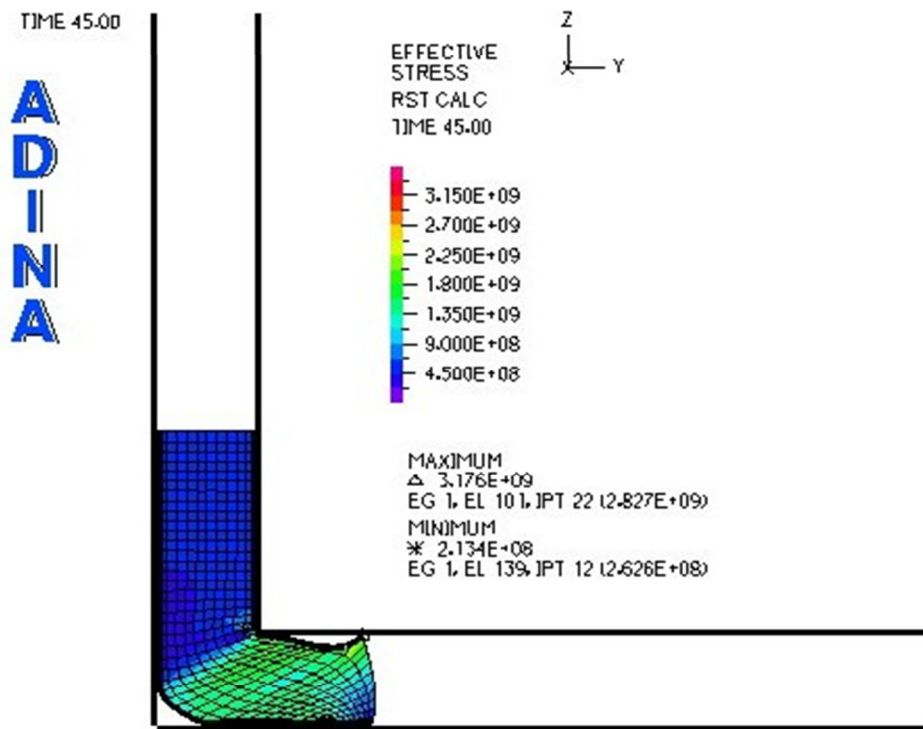 TIME 45.00
ADINA
Z
Y
X
EFFECTIVE
STRESS
RST CALC
TIME 45.00
3.150E+09
2.700E+09
2.250E+09
1.800E+09
1.350E+09
9.000E+08
4.500E+08
MAXIMUM
Δ 3.176E+09
EG 1, EL 101, IPT 22 (2.827E+09)
MINIMUM
* 2.134E+08
EG 1, EL 139, IPT 12 (2.626E+08)